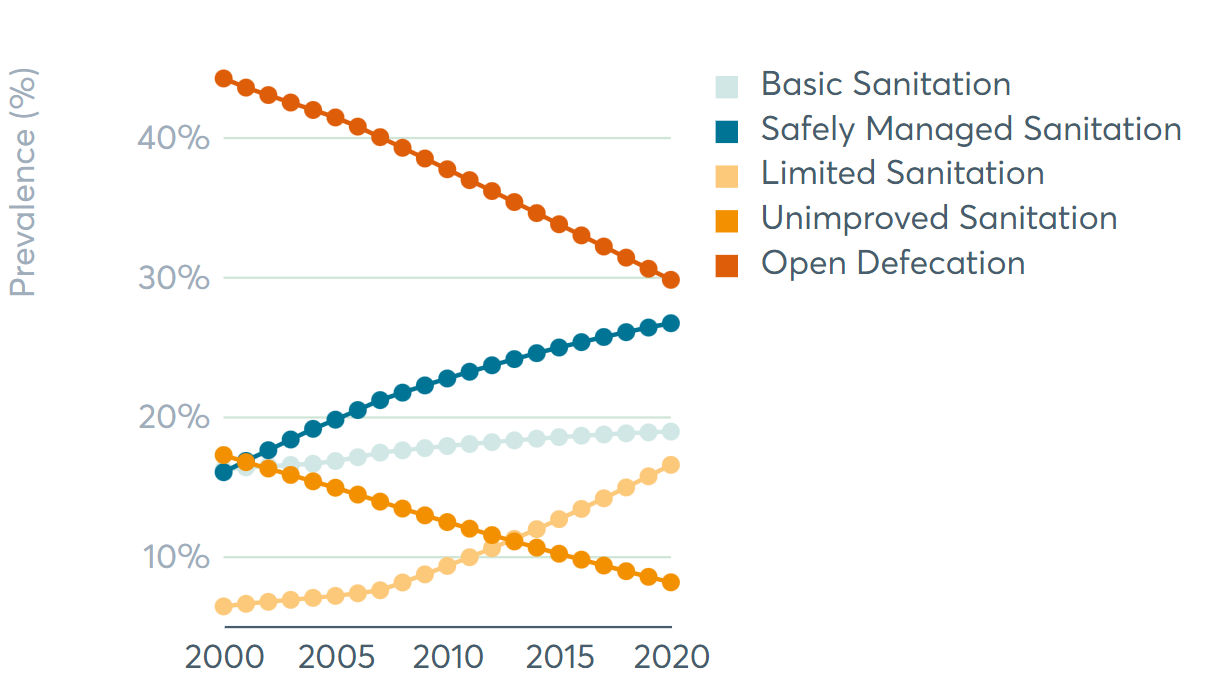 Prevalence (%)
40%
30%
20%
10%
2000 2005 2010 2015 2020
Basic Sanitation
Safely Managed Sanitation
Limited Sanitation
Unimproved Sanitation
Open Defecation